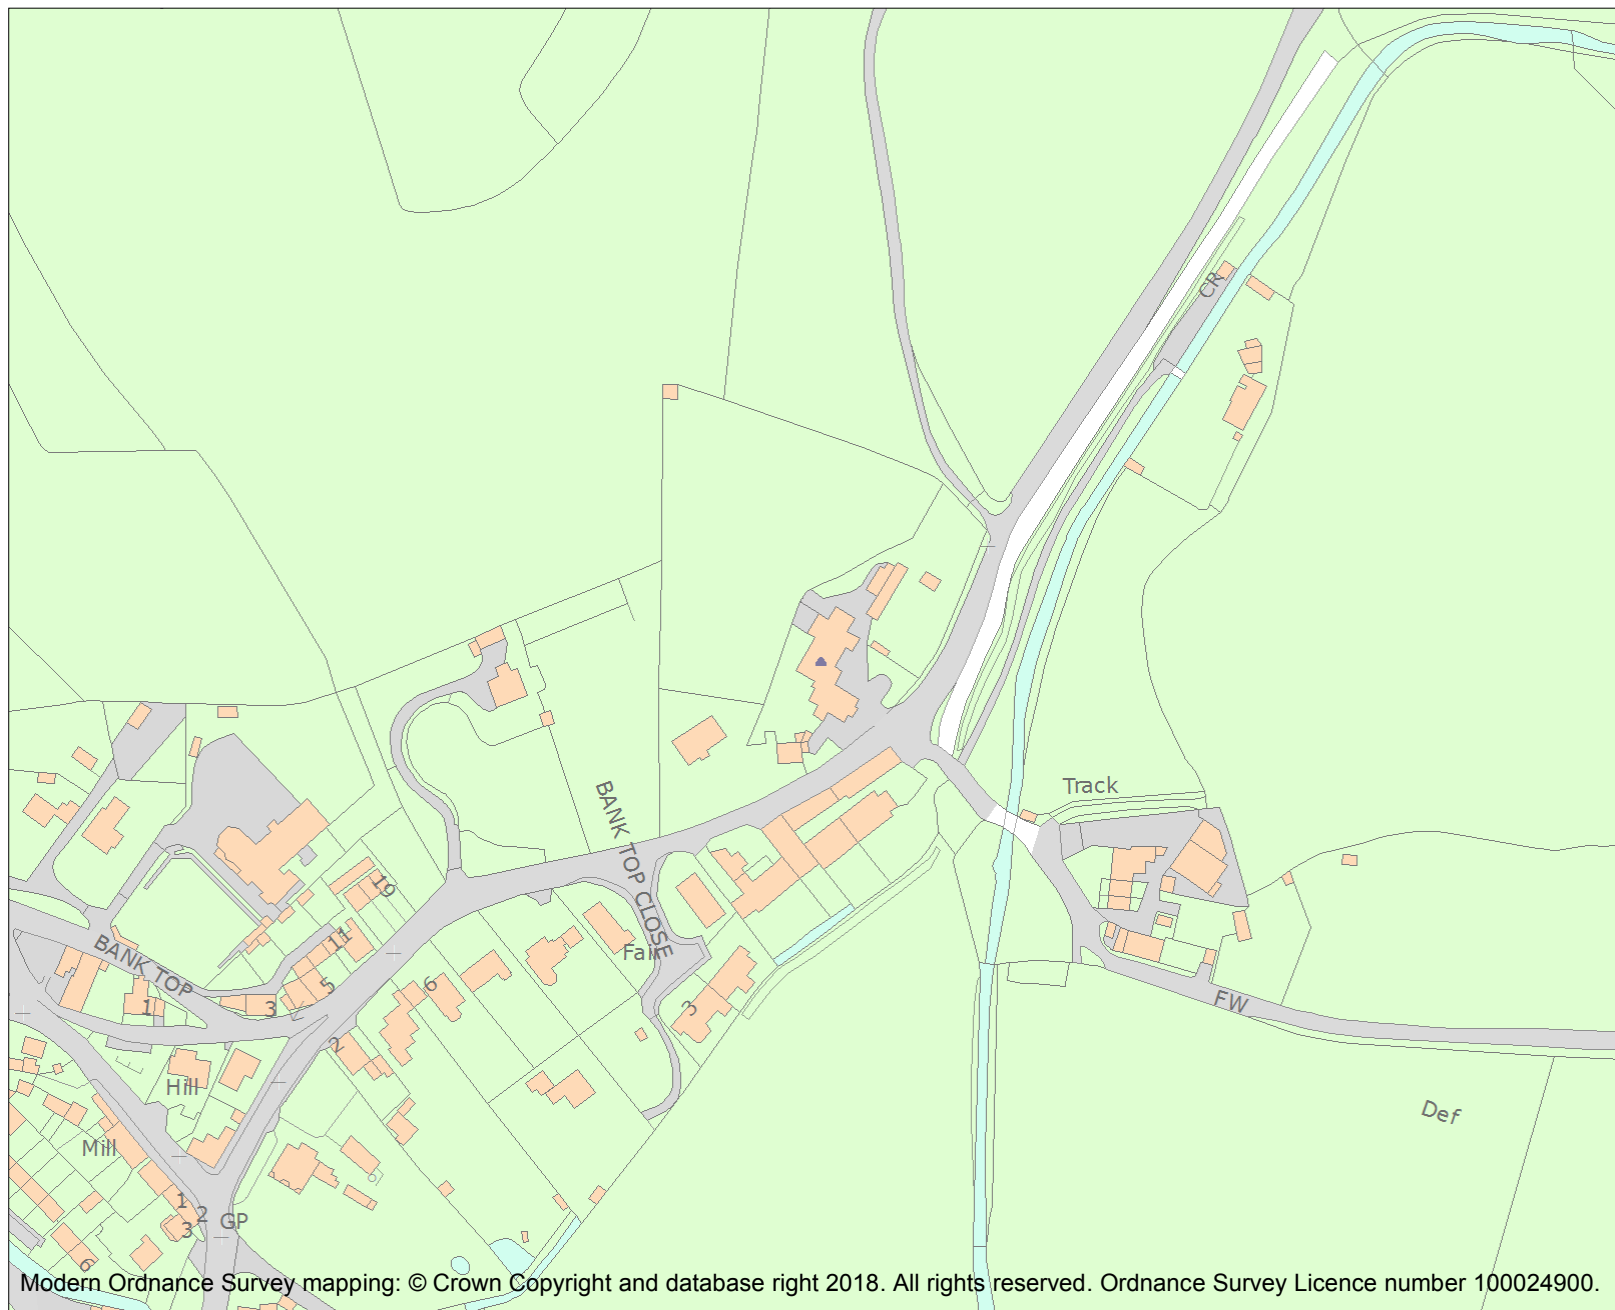 CR
Track
BANK TOP CLOSE
19
11
Fair
BANK TOP
6
5
3
1
3
FW
2
Hill
Def
Mill
1
2
GP
3
6
Modern Ordnance Survey mapping: © Crown Copyright and database right 2018. All rights reserved. Ordnance Survey Licence number 100024900.